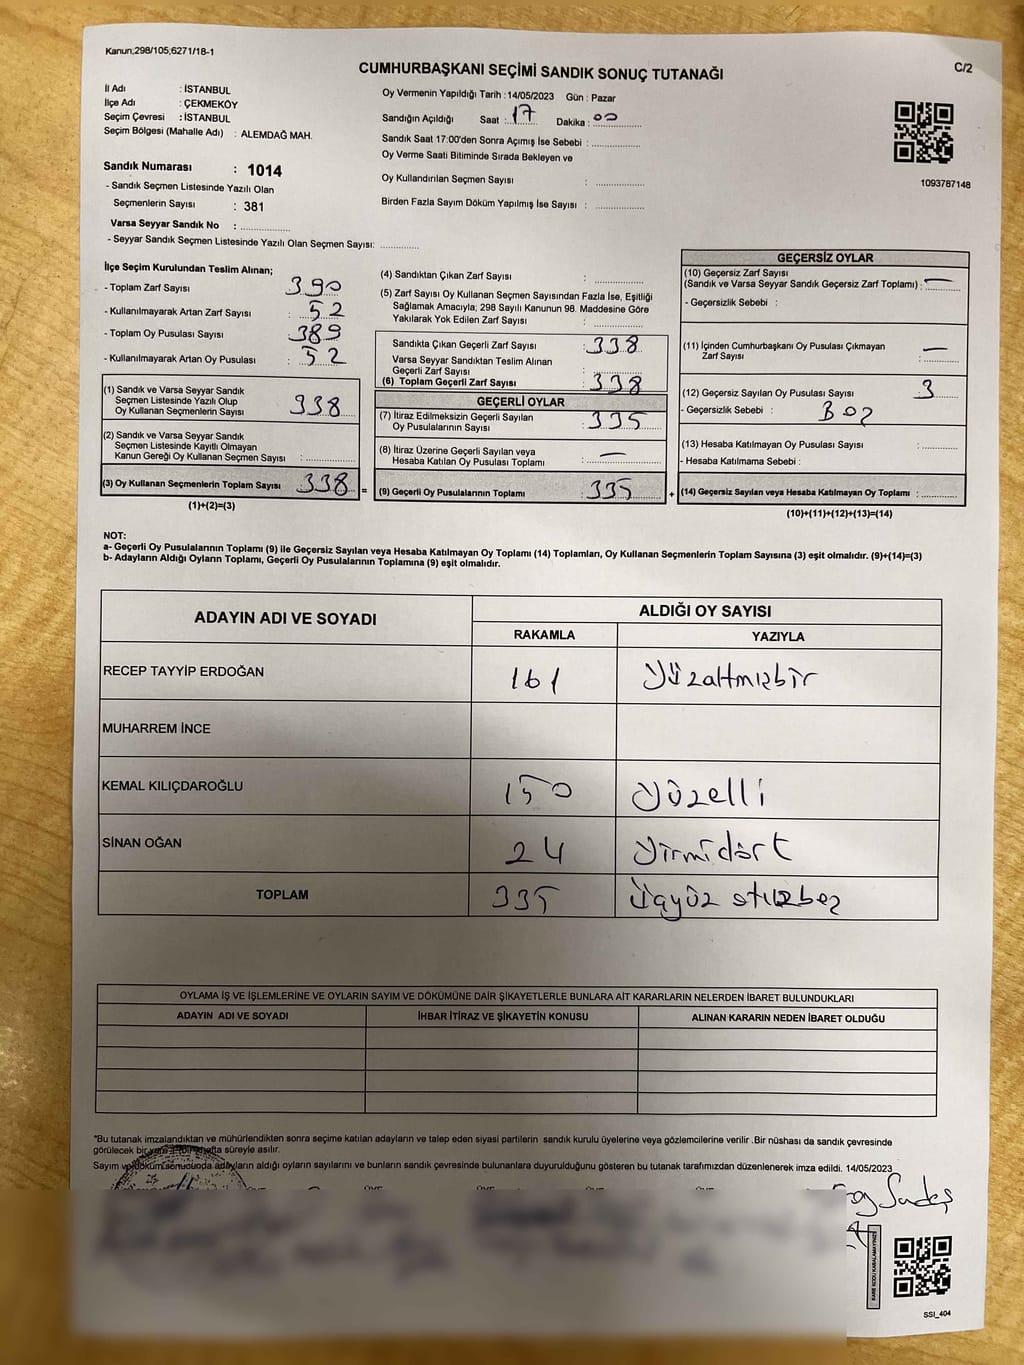 Kanun;298/105;6271/18-1
CUMHURBAŞKANI SEÇİMİ SANDIK SONUÇ TUTANAĞI
C/2
İl Adı : İSTANBUL
İlçe Adı : ÇEKMEKÖY
Seçim Çevresi : İSTANBUL
Seçim Bölgesi (Mahalle Adı) : ALEMDAĞ MAH.
Sandık Numarası : 1014
- Sandık Seçmen Listesinde Yazılı Olan
Seçmenlerin Sayısı : 381
Varsa Seyyar Sandık No : ..............
- Seyyar Sandık Seçmen Listesinde Yazılı Olan Seçmen Sayısı: ............
Oy Vermenin Yapıldığı Tarih : 14/05/2023 Gün : Pazar
Sandığın Açıldığı Saat : 17 Dakika : 00
Sandık Saat 17:00'den Sonra Açımış İse Sebebi : ..............
Oy Verme Saati Bitiminde Sırada Bekleyen ve
Oy Kullandırılan Seçmen Sayısı : ..............
Birden Fazla Sayım Döküm Yapılmış İse Sayısı : ..............
1093787148
İlçe Seçim Kurulundan Teslim Alınan;
- Toplam Zarf Sayısı : 390
- Kullanılmayarak Artan Zarf Sayısı : 52
- Toplam Oy Pusulası Sayısı : 389
- Kullanılmayarak Artan Oy Pusulası : 52
(1) Sandık ve Varsa Seyyar Sandık
Seçmen Listesinde Yazılı Olup
Oy Kullanan Seçmenlerin Sayısı : 338
(2) Sandık ve Varsa Seyyar Sandık
Seçmen Listesinde Kayıtlı Olmayan
Kanun Gereği Oy Kullanan Seçmen Sayısı : ..............
(3) Oy Kullanan Seçmenlerin Toplam Sayısı 338 =
(1)+(2)=(3)
(4) Sandıktan Çıkan Zarf Sayısı : ..............
(5) Zarf Sayısı Oy Kullanan Seçmen Sayısından Fazla İse, Eşitliği
Sağlamak Amacıyla, 298 Sayılı Kanunun 98. Maddesine Göre
Yakılarak Yok Edilen Zarf Sayısı : ..............
Sandıkta Çıkan Geçerli Zarf Sayısı : 338
Varsa Seyyar Sandıktan Teslim Alınan
Geçerli Zarf Sayısı : ..............
(6) Toplam Geçerli Zarf Sayısı : 338
GEÇERLİ OYLAR
(7) İtiraz Edilmeksizin Geçerli Sayılan
Oy Pusulalarının Sayısı : 335
(8) İtiraz Üzerine Geçerli Sayılan veya
Hesaba Katılan Oy Pusulası Toplamı : —
(9) Geçerli Oy Pusulalarının Toplamı : 335 +
GEÇERSİZ OYLAR
(10) Geçersiz Zarf Sayısı
(Sandık ve Varsa Seyyar Sandık Geçersiz Zarf Toplamı) : —
- Geçersizlik Sebebi :
(11) İçinden Cumhurbaşkanı Oy Pusulası Çıkmayan
Zarf Sayısı : —
(12) Geçersiz Sayılan Oy Pusulası Sayısı : 3
- Geçersizlik Sebebi : Boş
(13) Hesaba Katılmayan Oy Pusulası Sayısı : ..............
- Hesaba Katılmama Sebebi :
(14) Geçersiz Sayılan veya Hesaba Katılmayan Oy Toplamı : ............
(10)+(11)+(12)+(13)=(14)
NOT:
a- Geçerli Oy Pusulalarının Toplamı (9) ile Geçersiz Sayılan veya Hesaba Katılmayan Oy Toplamı (14) Toplamları, Oy Kullanan Seçmenlerin Toplam Sayısına (3) eşit olmalıdır. (9)+(14)=(3)
b- Adayların Aldığı Oyların Toplamı, Geçerli Oy Pusulalarının Toplamına (9) eşit olmalıdır.
ADAYIN ADI VE SOYADI ALDIĞI OY SAYISI
RAKAMLA YAZIYLA
RECEP TAYYİP ERDOĞAN 161 Yüzaltmışbir
MUHARREM İNCE
KEMAL KILIÇDAROĞLU 150 Yüzelli
SİNAN OĞAN 24 Yirmidört
TOPLAM 335 Üçyüz otuzbeş
OYLAMA İŞ VE İŞLEMLERİNE VE OYLARIN SAYIM VE DÖKÜMÜNE DAİR ŞİKAYETLERLE BUNLARA AİT KARARLARIN NELERDEN İBARET BULUNDUKLARI
ADAYIN ADI VE SOYADI İHBAR İTİRAZ VE ŞİKAYETİN KONUSU ALINAN KARARIN NEDEN İBARET OLDUĞU
*Bu tutanak imzalandıktan ve mühürlendikten sonra seçime katılan adayların ve talep eden siyasi partilerin sandık kurulu üyelerine veya gözlemcilerine verilir .Bir nüshası da sandık çevresinde
görülecek bir yere bir hafta süreyle asılır.
Sayım ve döküm sonucunda adayların aldığı oyların sayılarını ve bunların sandık çevresinde bulunanlara duyurulduğunu gösteren bu tutanak tarafımızdan düzenlenerek imza edildi. 14/05/2023
KARE KODU KARALAMAYINIZ!
SSI_404